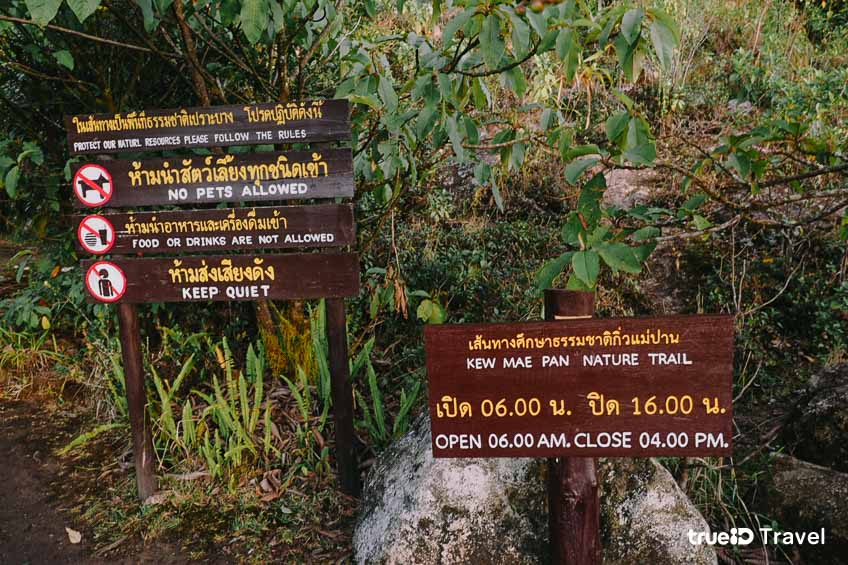 ในเส้นทางเป็นพื้นที่ธรรมชาติเปราะบาง โปรดปฏิบัติดังนี้
PROTECT OUR NATURL RESOURCES PLEASE FOLLOW THE RULES
ห้ามนำสัตว์เลี้ยงทุกชนิดเข้า
NO PETS ALLOWED
ห้ามนำอาหารและเครื่องดื่มเข้า
FOOD OR DRINKS ARE NOT ALLOWED
ห้ามส่งเสียงดัง
KEEP QUIET
เส้นทางศึกษาธรรมชาติกิ่วแม่ปาน
KEW MAE PAN NATURE TRAIL
เปิด 06.00 น. ปิด 16.00 น.
OPEN 06.00 AM. CLOSE 04.00 PM.
trueID Travel